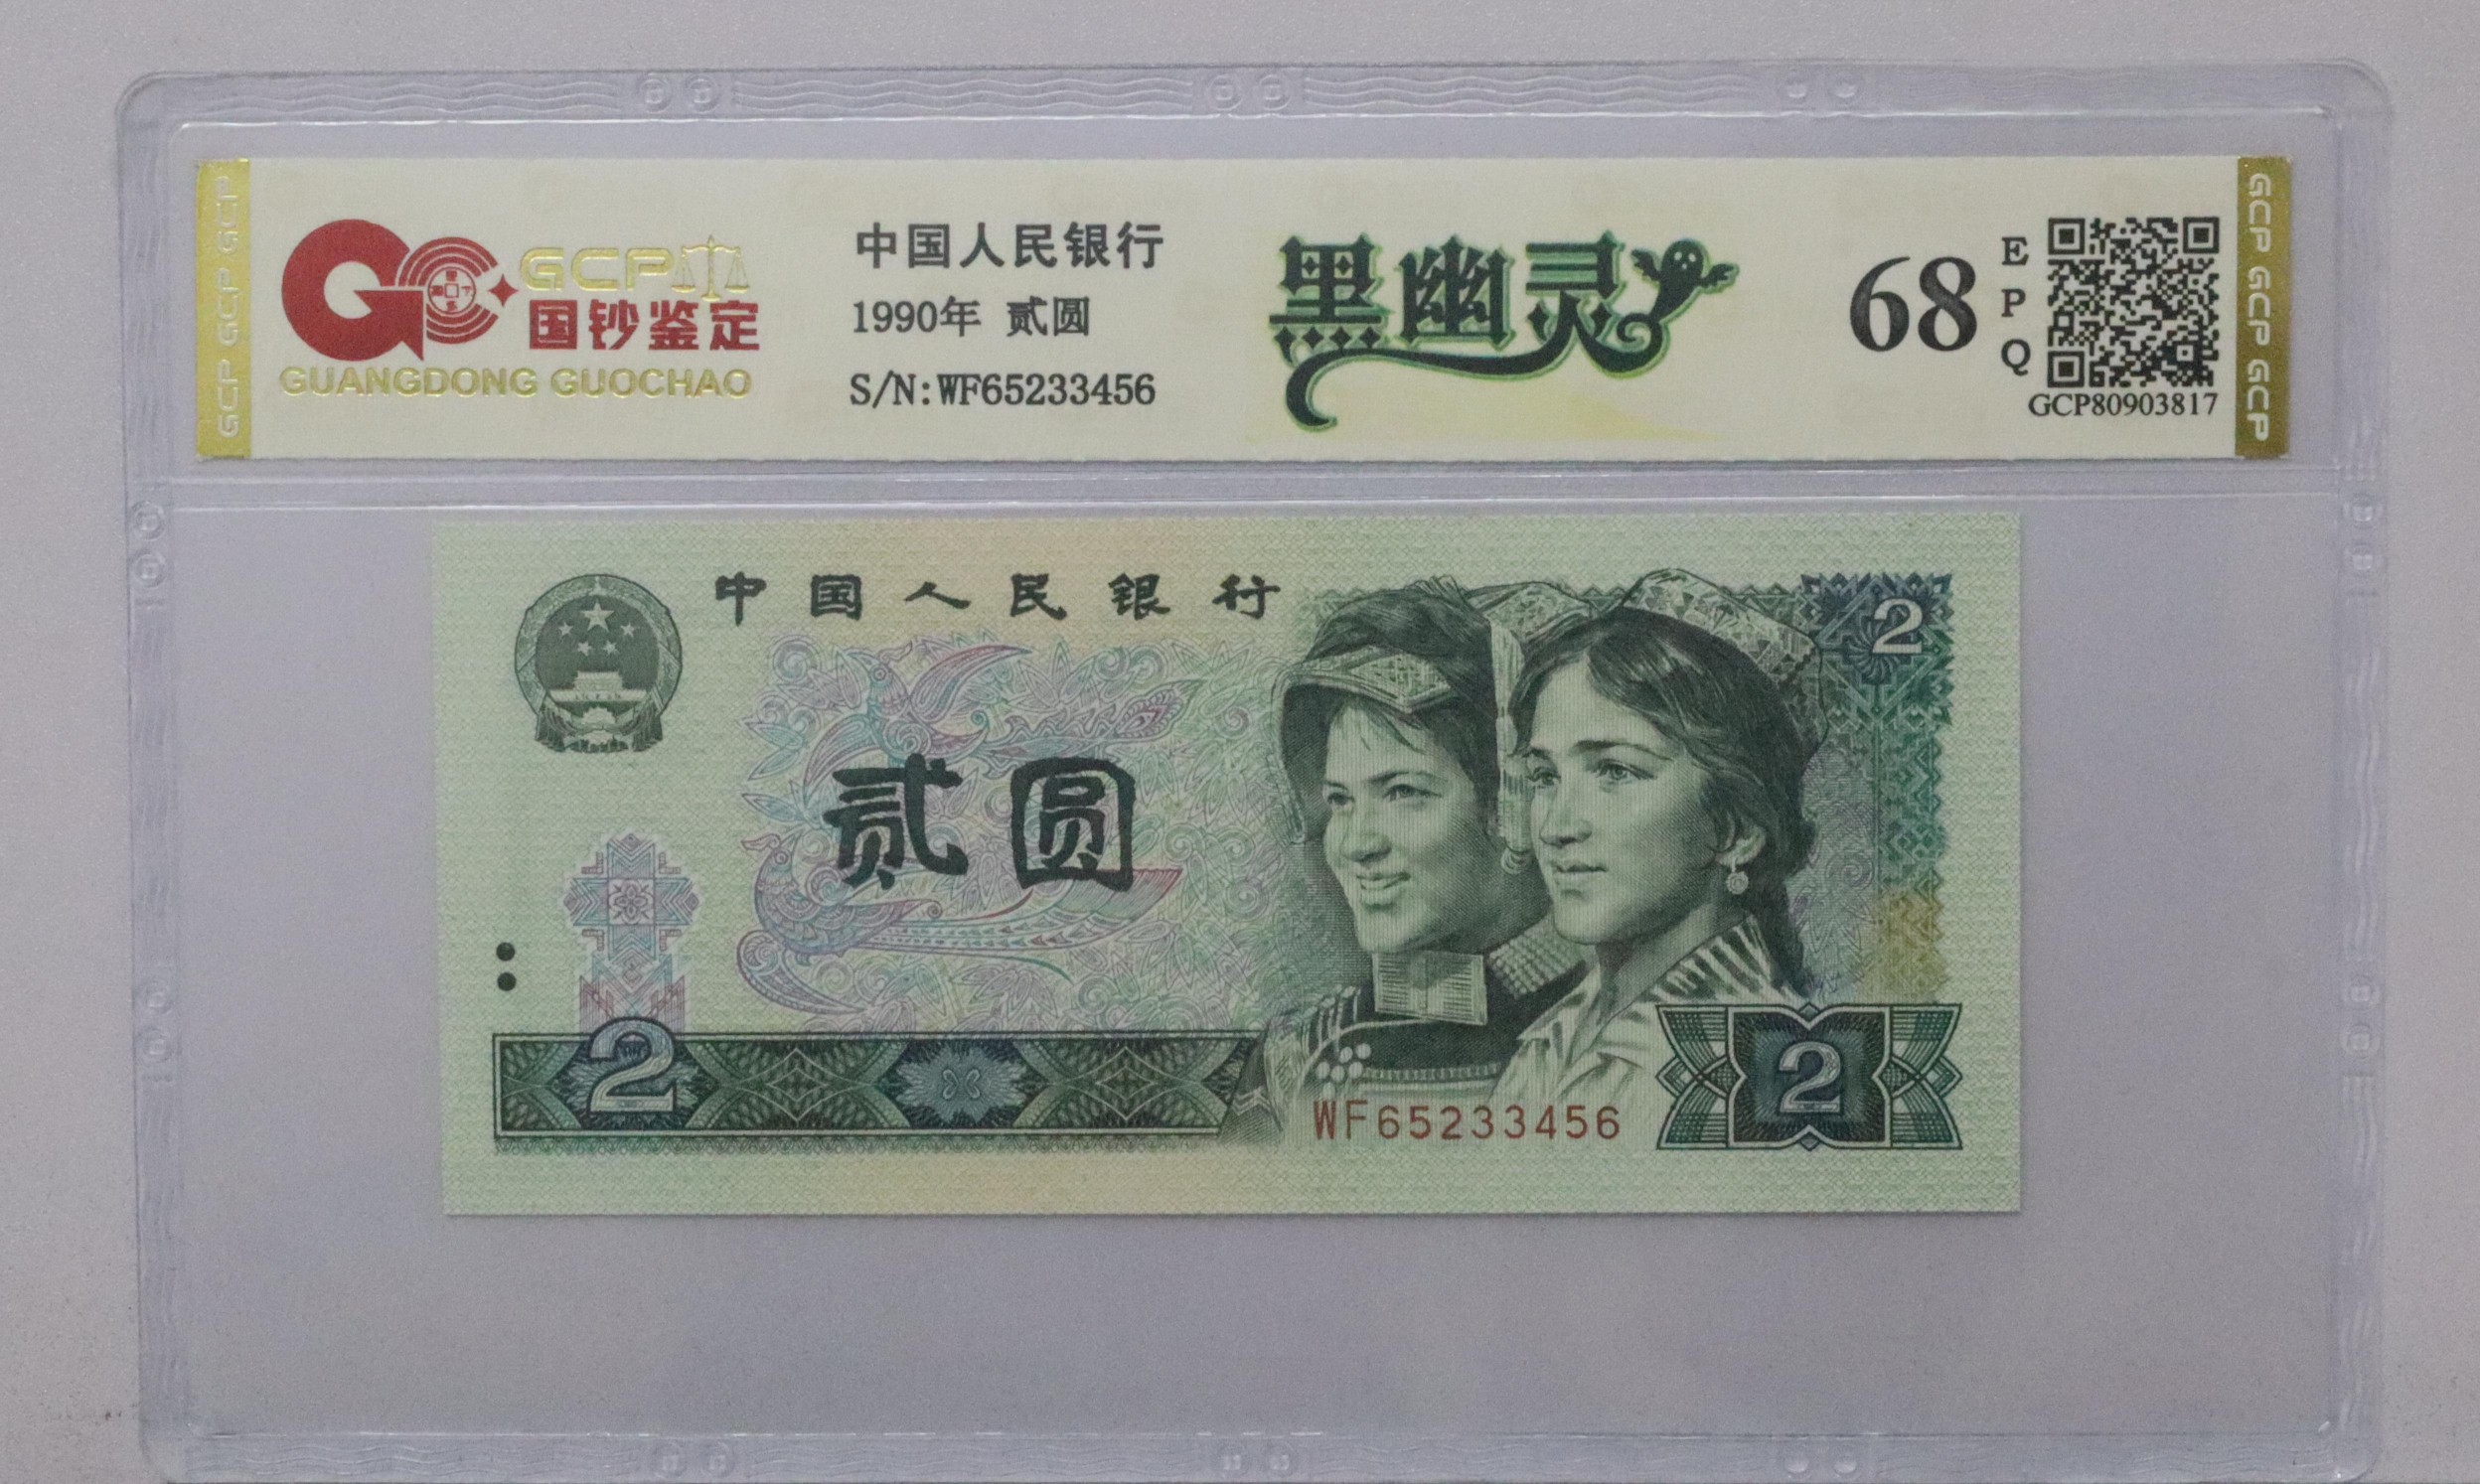 GCP GCP GCP
GCP
国钞鉴定
GUANGDONG GUOCHAO
中国人民银行
1990年 贰圆
S/N:WF65233456
黑幽灵
68
E
P
Q
GCP80903817
GCP GCP GCP
中国人民银行
2
贰圆
2
WF65233456
2